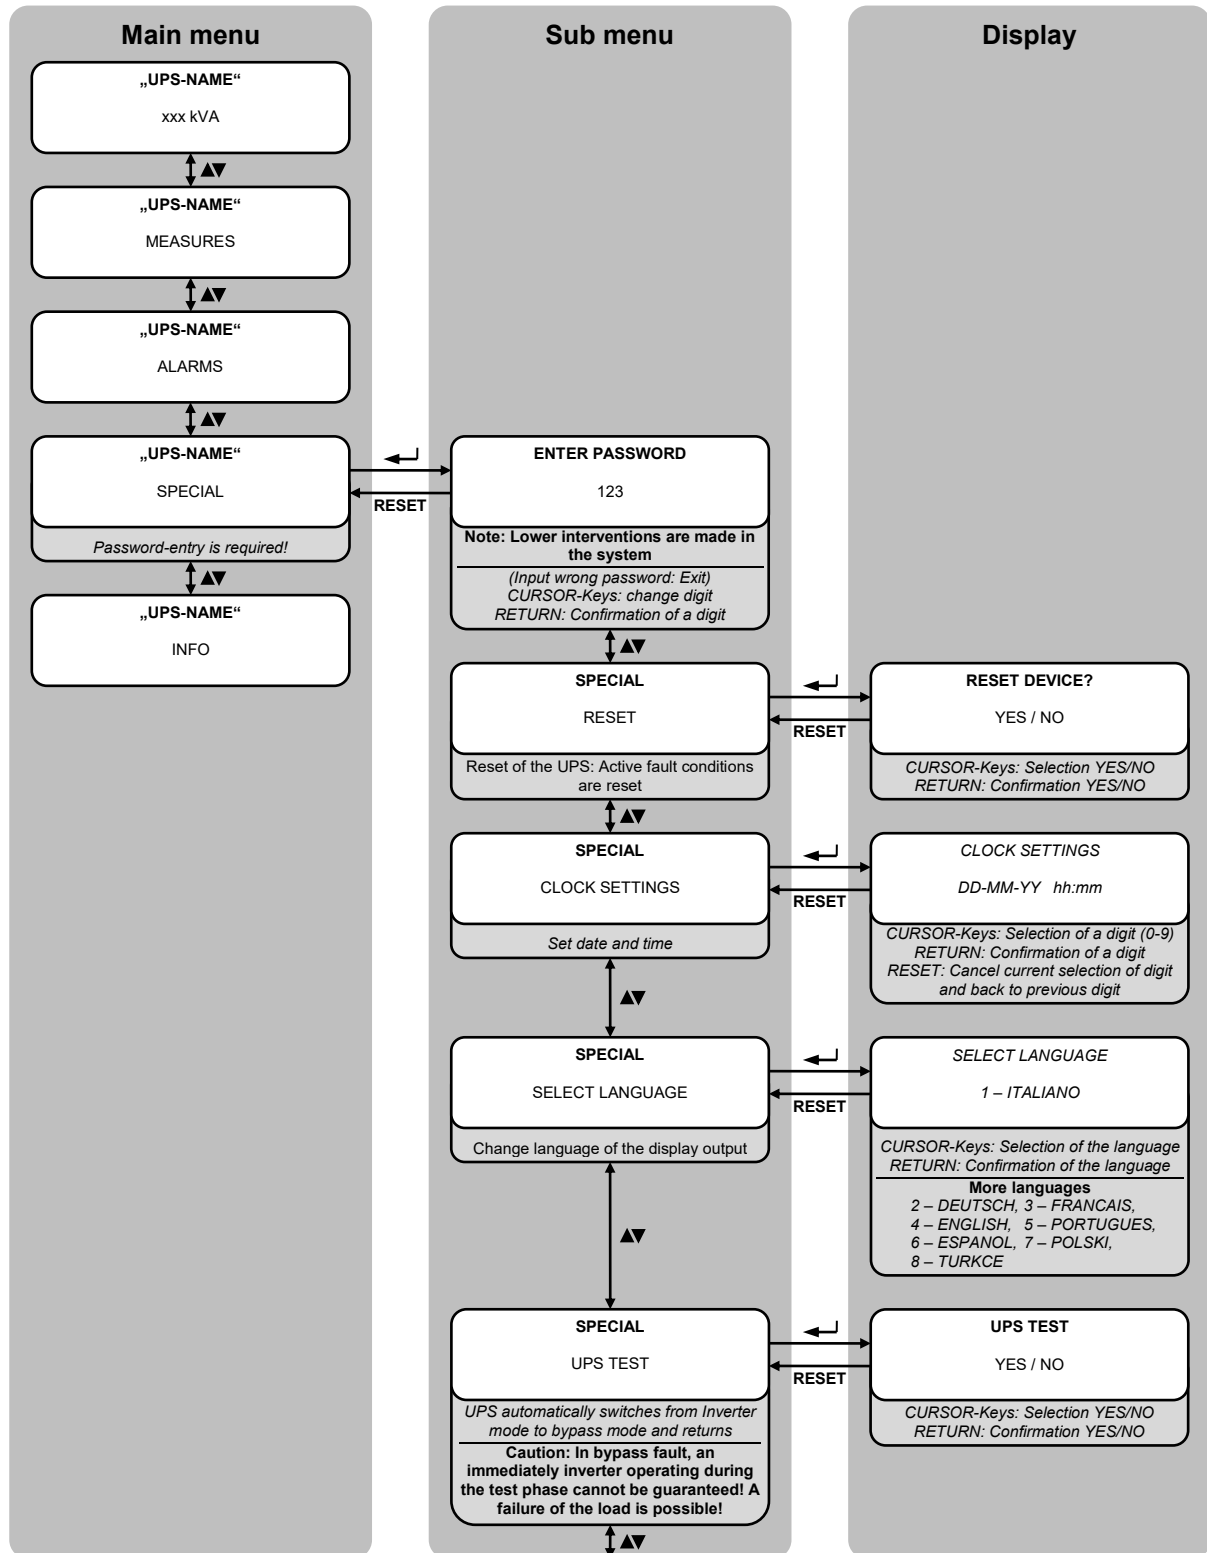 Main menu
„UPS-NAME“
xxx kVA
▲▼
„UPS-NAME“
MEASURES
▲▼
„UPS-NAME“
ALARMS
▲▼
„UPS-NAME“
SPECIAL
Password-entry is required!
▲▼
„UPS-NAME“
INFO
Sub menu
RESET
ENTER PASSWORD
123
Note: Lower interventions are made in
the system
(Input wrong password: Exit)
CURSOR-Keys: change digit
RETURN: Confirmation of a digit
▲▼
SPECIAL
RESET
Reset of the UPS: Active fault conditions
are reset
▲▼
SPECIAL
CLOCK SETTINGS
Set date and time
▲▼
SPECIAL
SELECT LANGUAGE
Change language of the display output
▲▼
SPECIAL
UPS TEST
UPS automatically switches from Inverter
mode to bypass mode and returns
Caution: In bypass fault, an
immediately inverter operating during
the test phase cannot be guaranteed! A
failure of the load is possible!
▲▼
Display
RESET
RESET DEVICE?
YES / NO
CURSOR-Keys: Selection YES/NO
RETURN: Confirmation YES/NO
RESET
CLOCK SETTINGS
DD-MM-YY hh:mm
CURSOR-Keys: Selection of a digit (0-9)
RETURN: Confirmation of a digit
RESET: Cancel current selection of digit
and back to previous digit
RESET
SELECT LANGUAGE
1 – ITALIANO
CURSOR-Keys: Selection of the language
RETURN: Confirmation of the language
More languages
2 – DEUTSCH, 3 – FRANCAIS,
4 – ENGLISH, 5 – PORTUGUES,
6 – ESPANOL, 7 – POLSKI,
8 – TURKCE
RESET
UPS TEST
YES / NO
CURSOR-Keys: Selection YES/NO
RETURN: Confirmation YES/NO